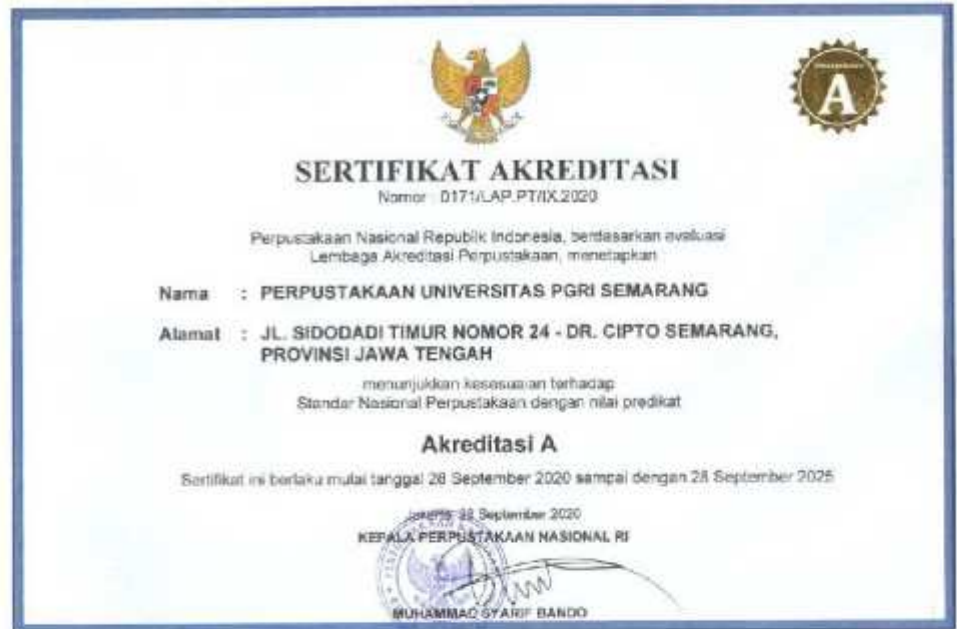 A
SERTIFIKAT AKREDITASI
Nomor : 0171/LAP.PT/IX.2020
Perpustakaan Nasional Republik Indonesia, berdasarkan evaluasi
Lembaga Akreditasi Perpustakaan, menetapkan
Nama : PERPUSTAKAAN UNIVERSITAS PGRI SEMARANG
Alamat : JL. SIDODADI TIMUR NOMOR 24 - DR. CIPTO SEMARANG,
PROVINSI JAWA TENGAH
menunjukkan kesesuaian terhadap
Standar Nasional Perpustakaan dengan nilai predikat
Akreditasi A
Sertifikat ini berlaku mulai tanggal 28 September 2020 sampai dengan 28 September 2025
Jakarta, 28 September 2020
KEPALA PERPUSTAKAAN NASIONAL RI
MUHAMMAD SYARIF BANDO